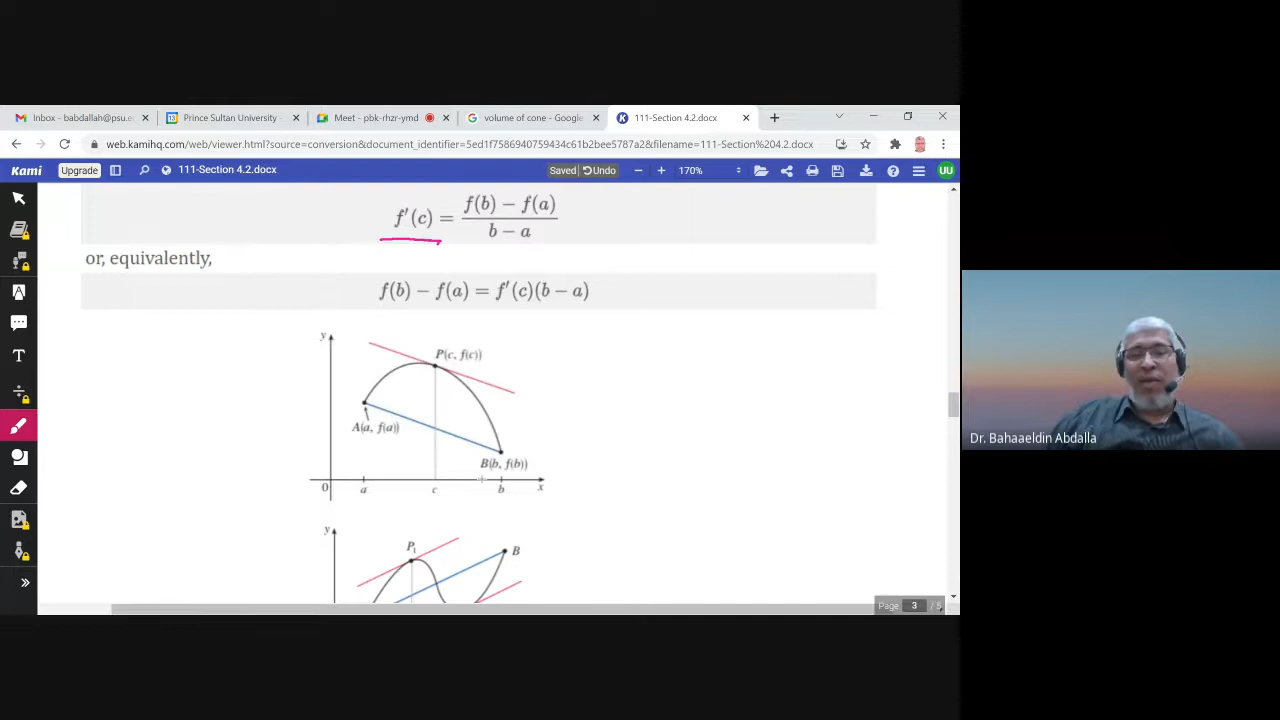 Inbox - babdallah@psu.e
Prince Sultan University -
Meet - pbk-rhzr-ymd
volume of cone - Google
111-Section 4.2.docx
web.kamihq.com/web/viewer.html?source=conversion&document_identifier=5ed1f7586940759434c61b2bee5787a2&filename=111-Section%204.2.docx
Kami Upgrade 111-Section 4.2.docx Saved Undo 170% UU
f′(c) = (f(b) − f(a)) / (b − a)
or, equivalently,
f(b) − f(a) = f′(c)(b − a)
y
P(c, f(c))
A(a, f(a))
B(b, f(b))
0 a c b x
y
P₁ B
Page 3 / 5
Dr. Bahaaeldin Abdalla